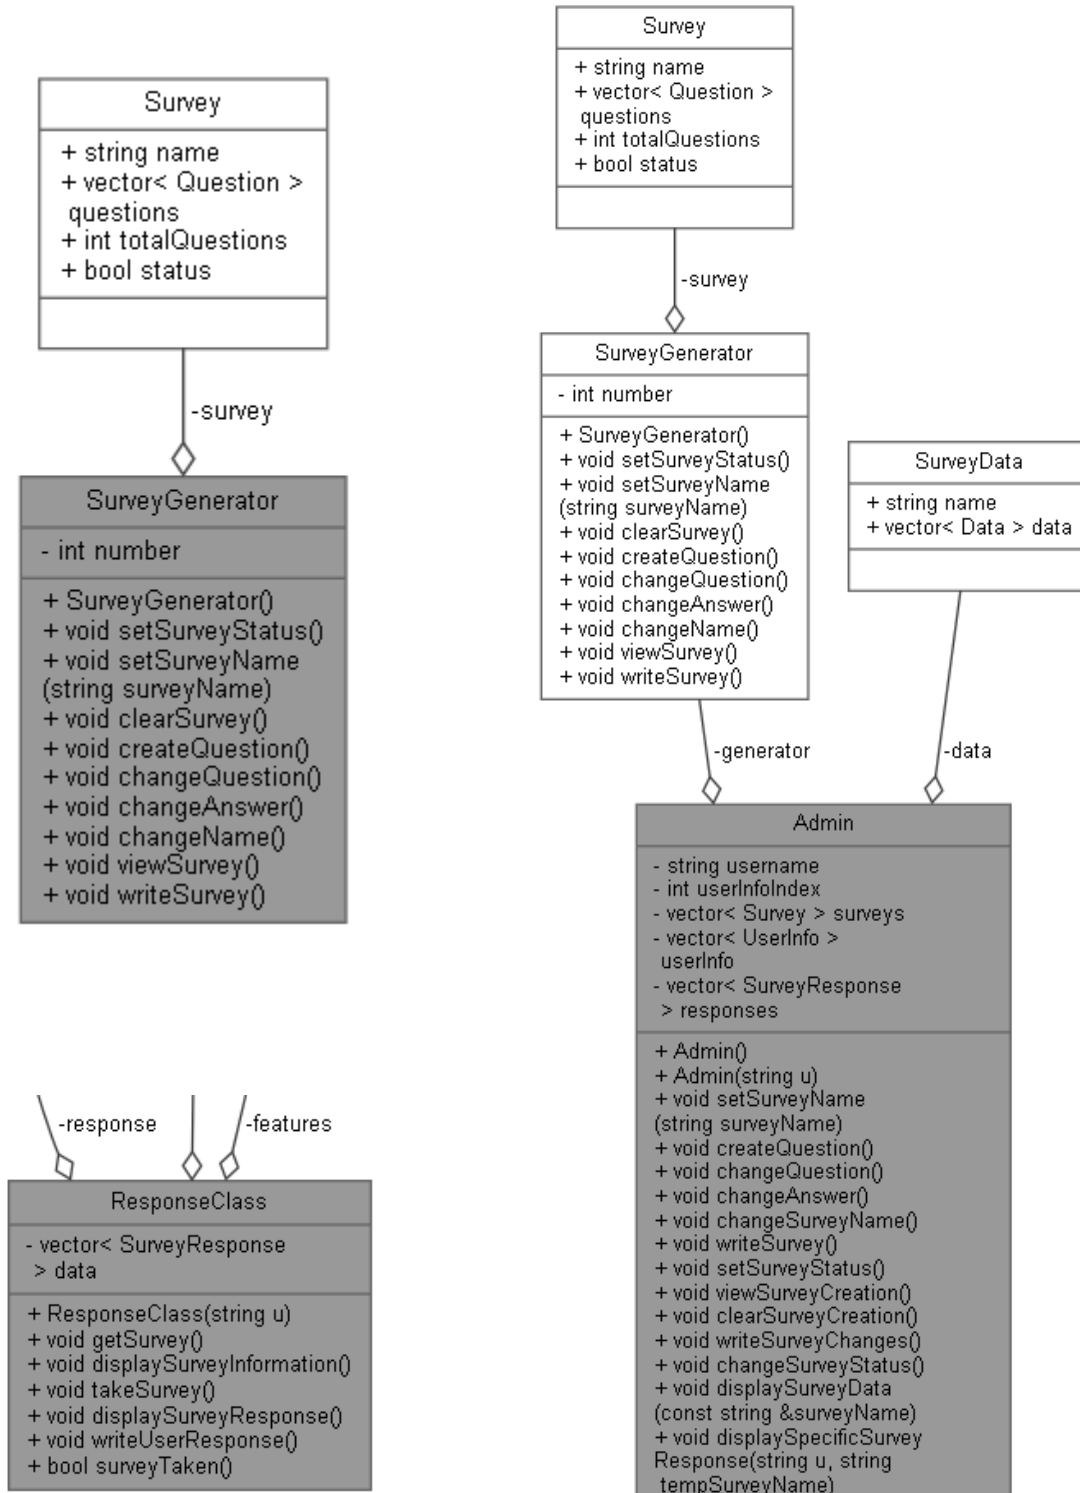 Survey
+ string name
+ vector< Question >
questions
+ int totalQuestions
+ bool status
-survey
SurveyGenerator
- int number
+ SurveyGenerator()
+ void setSurveyStatus()
+ void setSurveyName
(string surveyName)
+ void clearSurvey()
+ void createQuestion()
+ void changeQuestion()
+ void changeAnswer()
+ void changeName()
+ void viewSurvey()
+ void writeSurvey()
-response
-features
ResponseClass
- vector< SurveyResponse
> data
+ ResponseClass(string u)
+ void getSurvey()
+ void displaySurveyInformation()
+ void takeSurvey()
+ void displaySurveyResponse()
+ void writeUserResponse()
+ bool surveyTaken()
Survey
+ string name
+ vector< Question >
questions
+ int totalQuestions
+ bool status
-survey
SurveyGenerator
- int number
+ SurveyGenerator()
+ void setSurveyStatus()
+ void setSurveyName
(string surveyName)
+ void clearSurvey()
+ void createQuestion()
+ void changeQuestion()
+ void changeAnswer()
+ void changeName()
+ void viewSurvey()
+ void writeSurvey()
SurveyData
+ string name
+ vector< Data > data
-generator
-data
Admin
- string username
- int userInfoIndex
- vector< Survey > surveys
- vector< UserInfo >
userInfo
- vector< SurveyResponse
> responses
+ Admin()
+ Admin(string u)
+ void setSurveyName
(string surveyName)
+ void createQuestion()
+ void changeQuestion()
+ void changeAnswer()
+ void changeSurveyName()
+ void writeSurvey()
+ void setSurveyStatus()
+ void viewSurveyCreation()
+ void clearSurveyCreation()
+ void writeSurveyChanges()
+ void changeSurveyStatus()
+ void displaySurveyData
(const string &surveyName)
+ void displaySpecificSurvey
Response(string u, string
tempSurveyName)